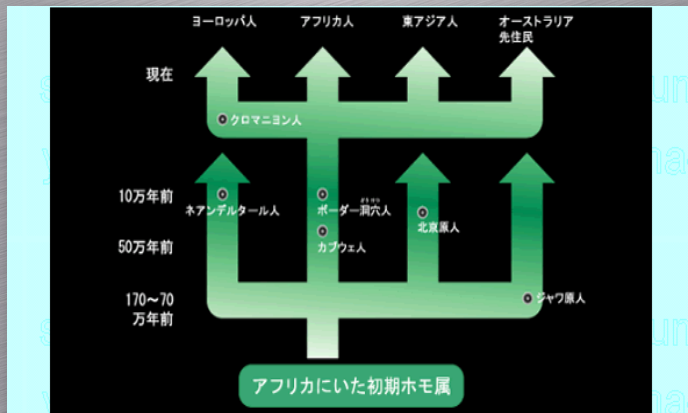 ヨーロッパ人
アフリカ人
東アジア人
オーストラリア
先住民
現在
クロマニヨン人
10万年前
ネアンデルタール人
ボーダー洞穴人
どうけつ
北京原人
50万年前
カブウェ人
170〜70
万年前
ジャワ原人
アフリカにいた初期ホモ属